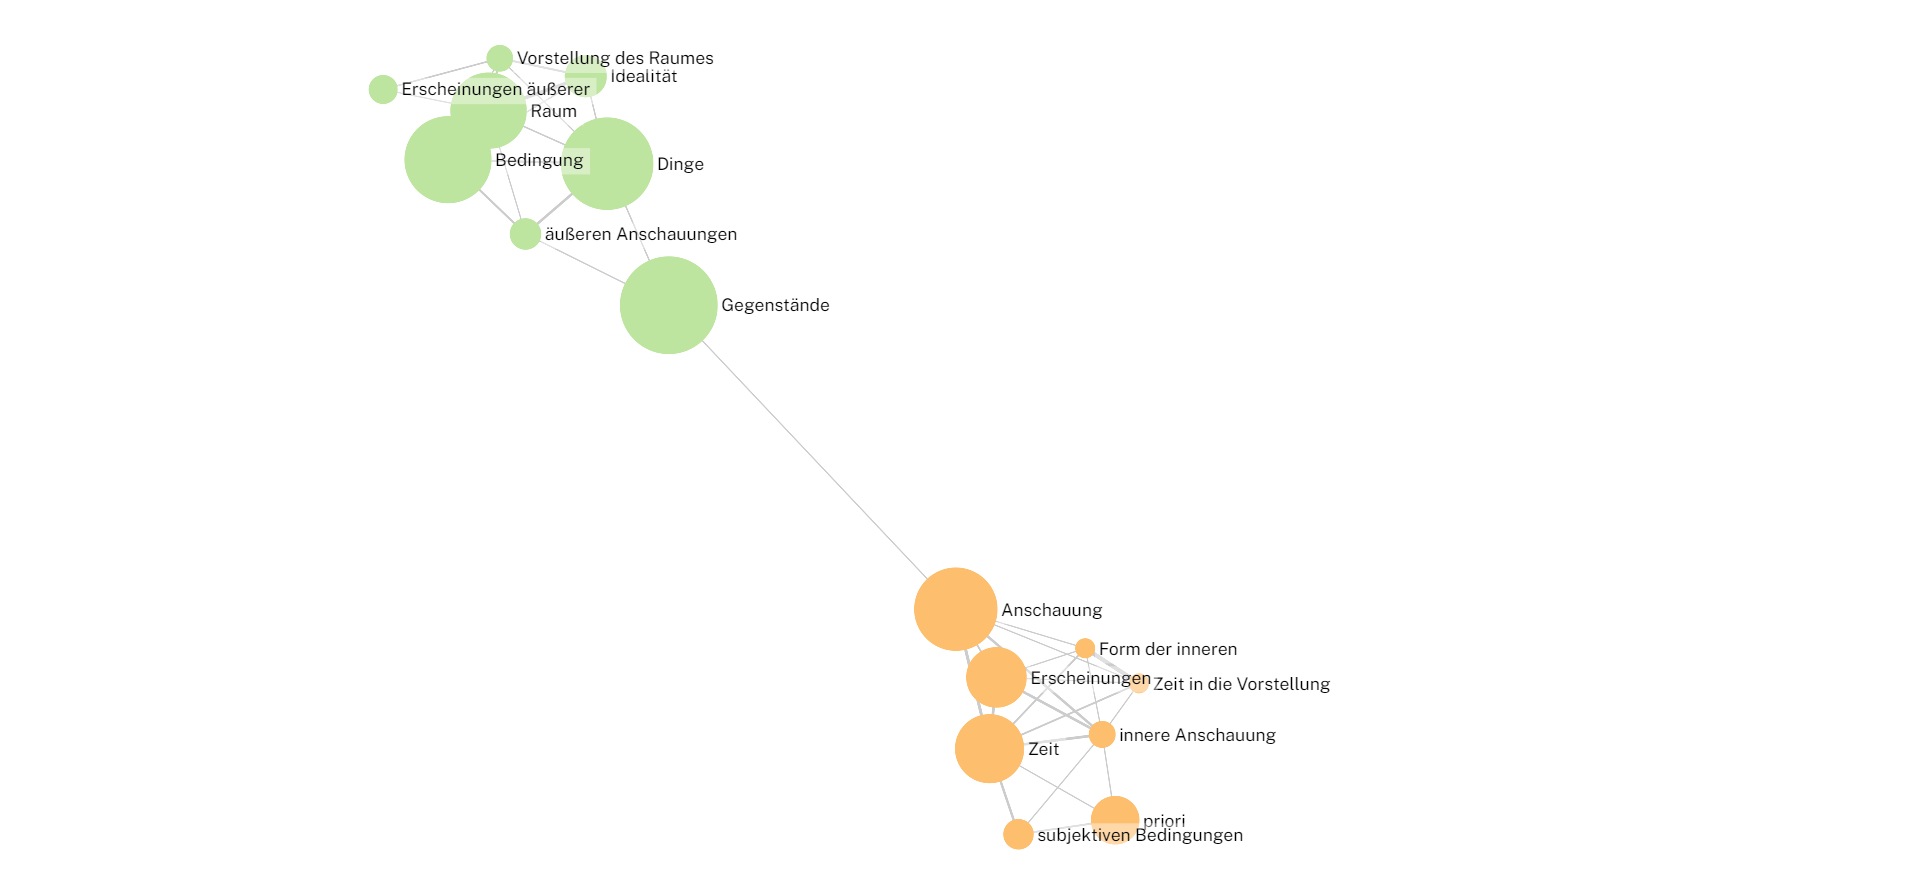 Vorstellung des Raumes
Idealität
Erscheinungen äußerer
Raum
Bedingung
Dinge
äußeren Anschauungen
Gegenstände
Anschauung
Form der inneren
Erscheinungen
Zeit in die Vorstellung
innere Anschauung
Zeit
priori
subjektiven Bedingungen